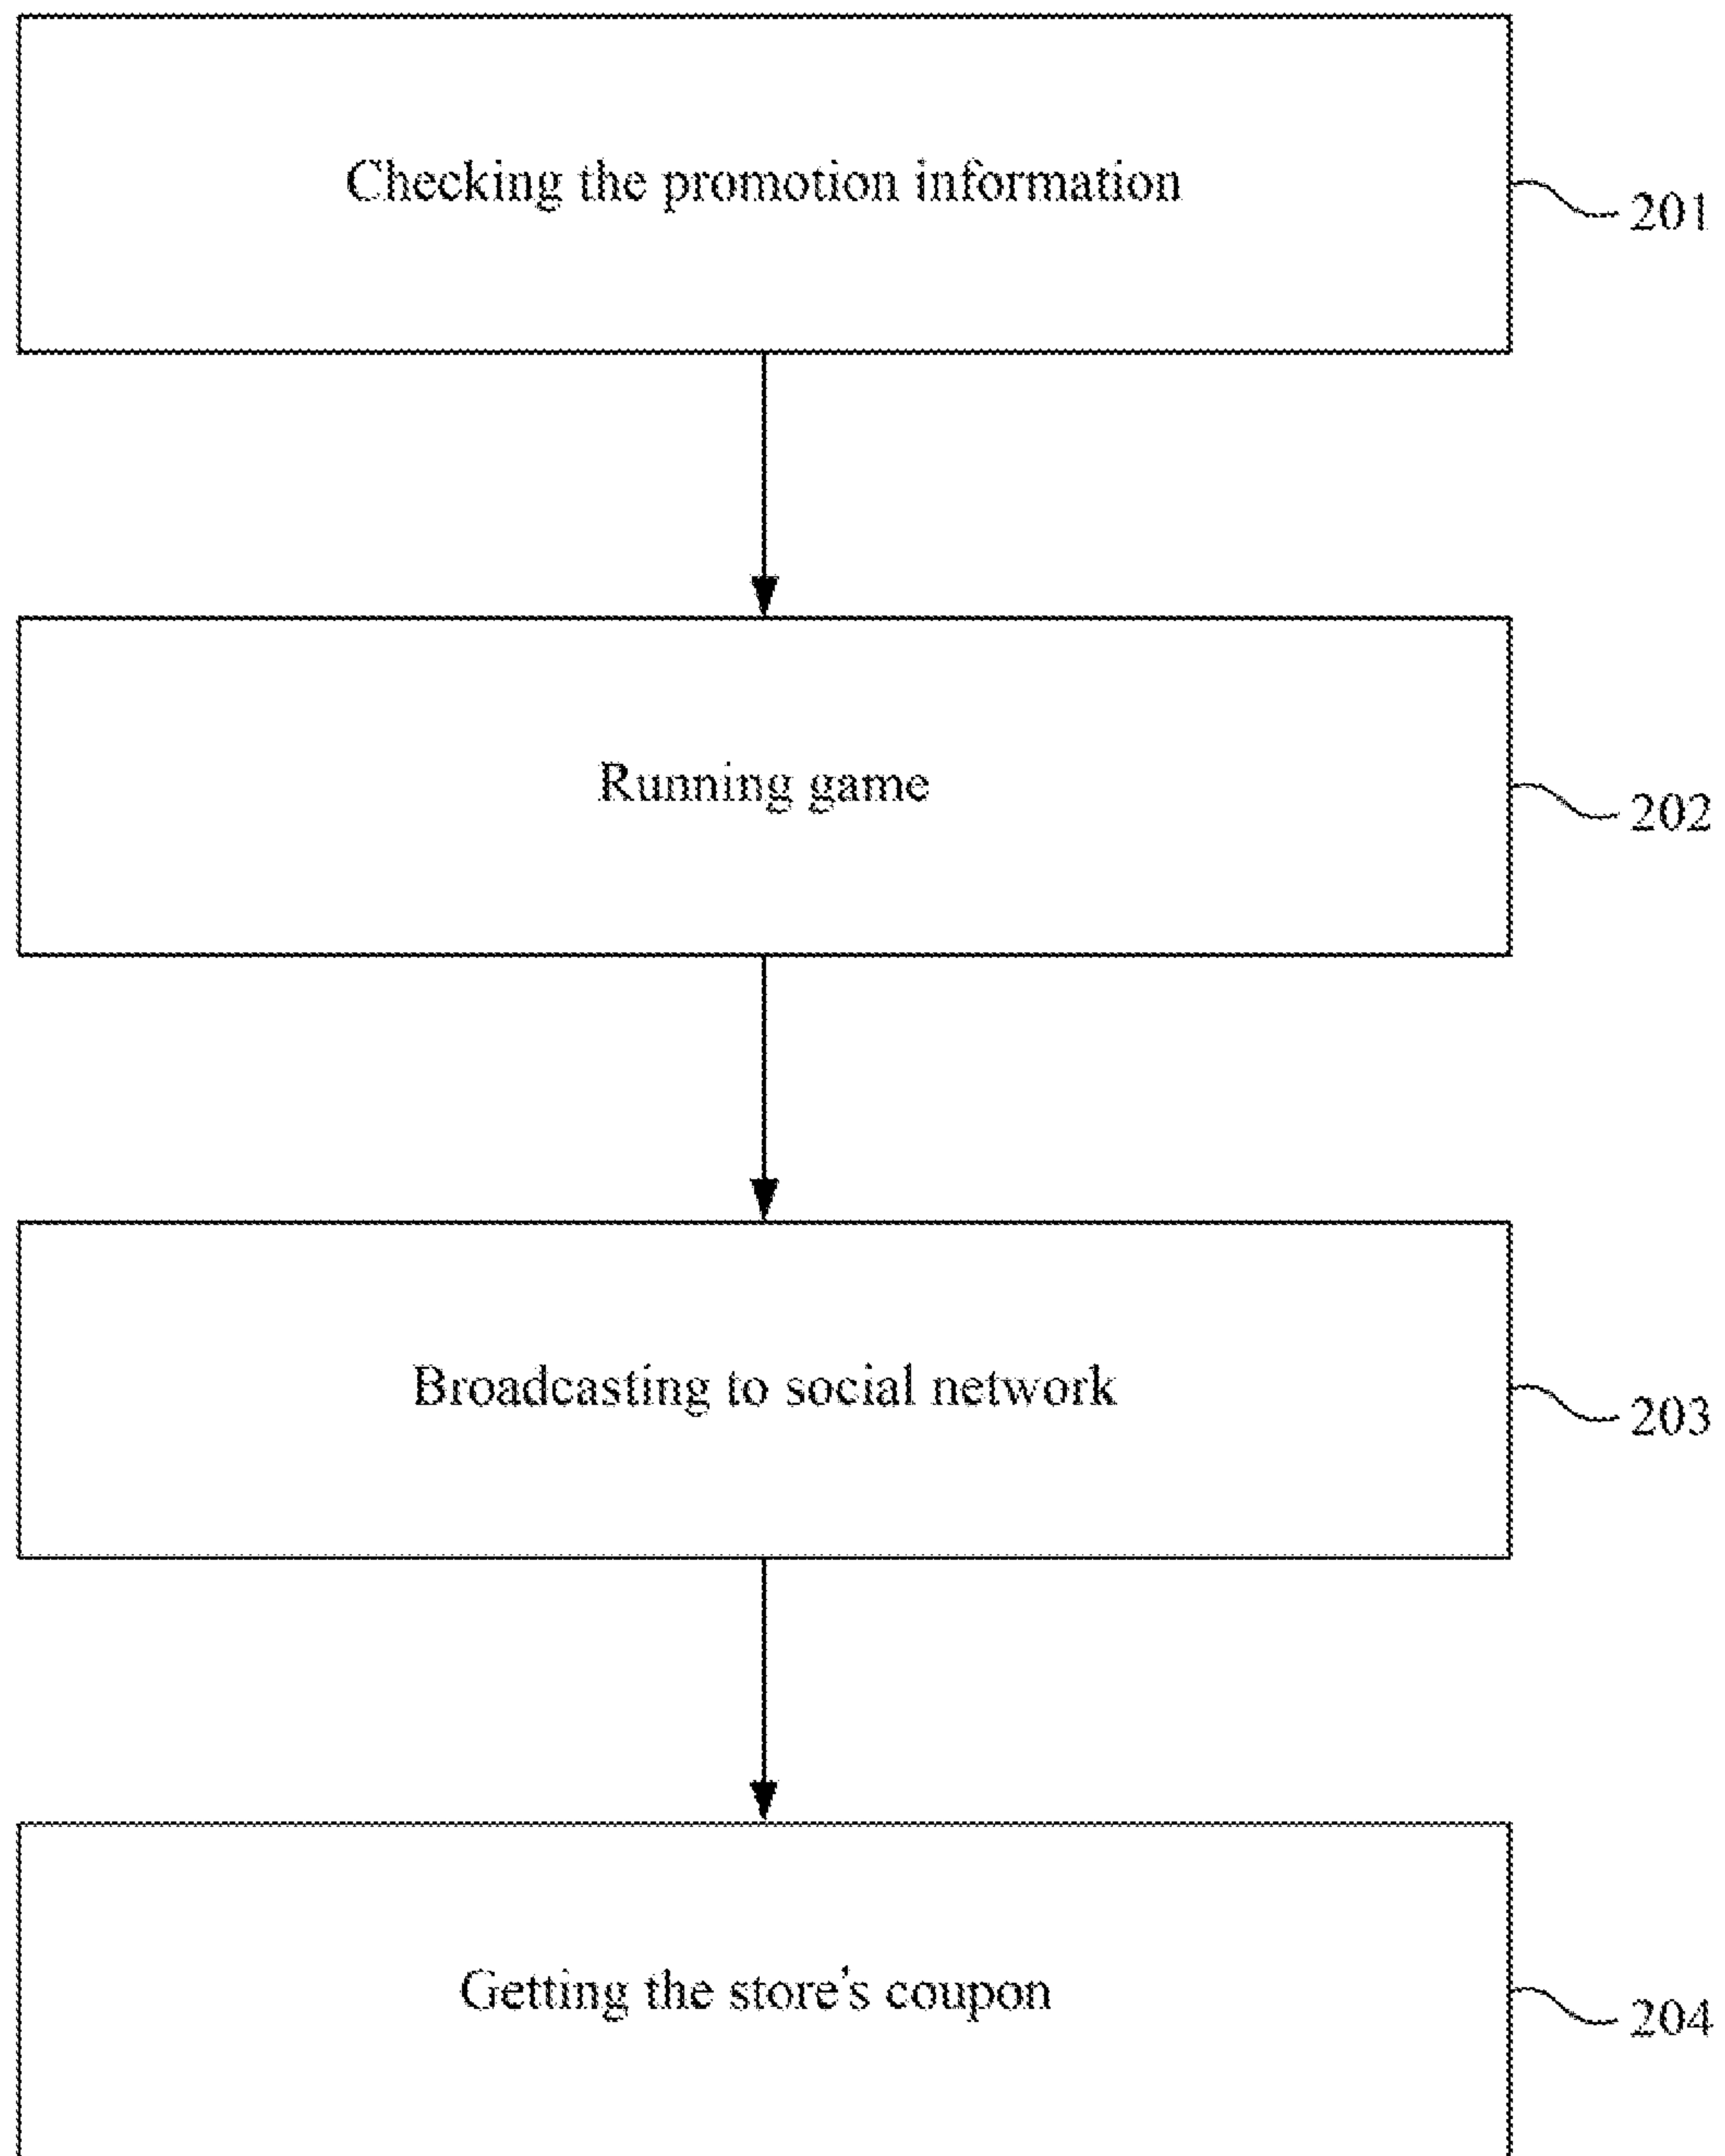 Checking the promotion information
201
Running game
202
Broadcasting to social network
203
Getting the store's coupon
204